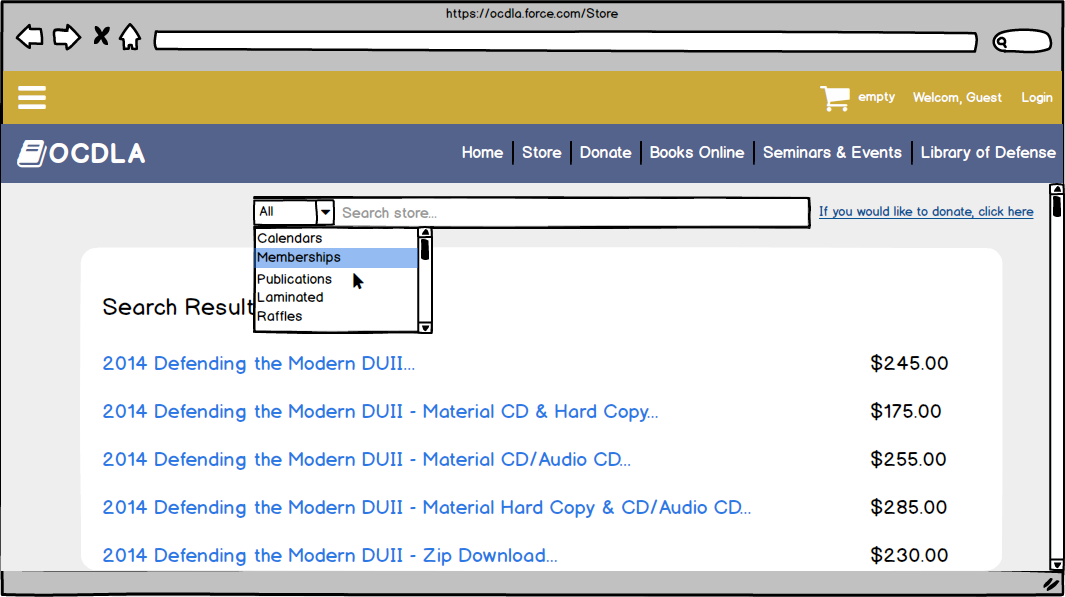 https://ocdla.force.com/Store
empty Welcom, Guest Login
OCDLA Home Store Donate Books Online Seminars & Events Library of Defense
All Search store... If you would like to donate, click here
Calendars
Memberships
Publications
Laminated
Raffles
Search Result
2014 Defending the Modern DUII... $245.00
2014 Defending the Modern DUII - Material CD & Hard Copy... $175.00
2014 Defending the Modern DUII - Material CD/Audio CD... $255.00
2014 Defending the Modern DUII - Material Hard Copy & CD/Audio CD... $285.00
2014 Defending the Modern DUII - Zip Download... $230.00